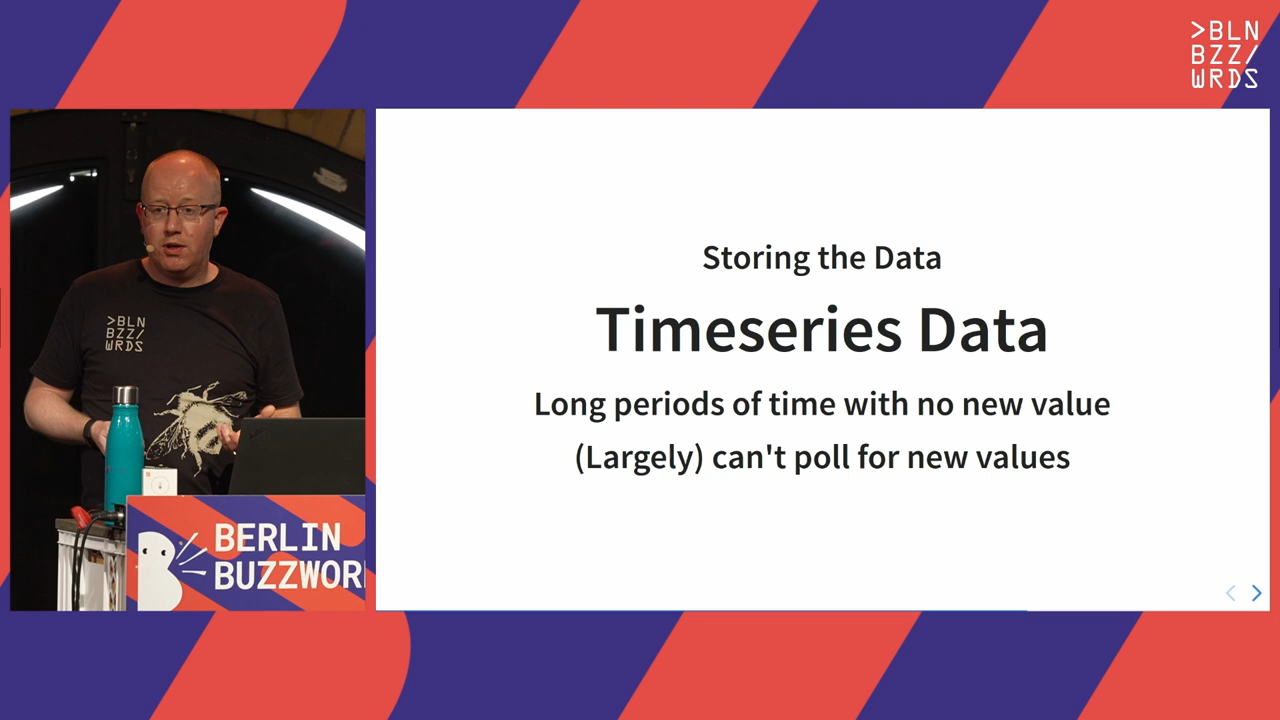 >BLN
BZZ/
WRDS
>BLN
BZZ/
WRDS
BERLIN
BUZZWOR
Storing the Data
Timeseries Data
Long periods of time with no new value
(Largely) can't poll for new values